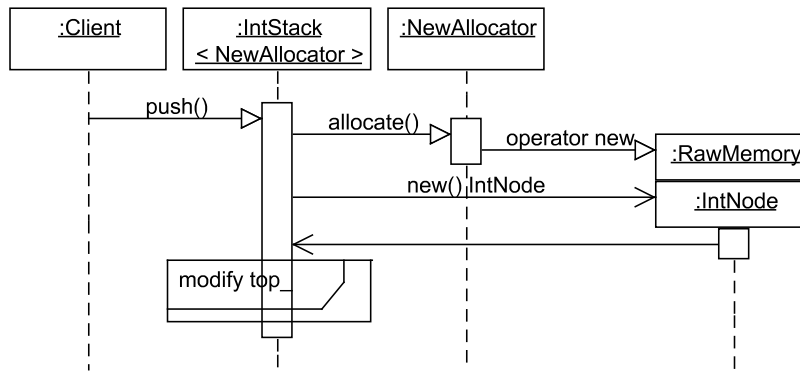 :Client
:IntStack
< NewAllocator >
:NewAllocator
push()
allocate()
operator new
:RawMemory
new() IntNode
:IntNode
modify top_